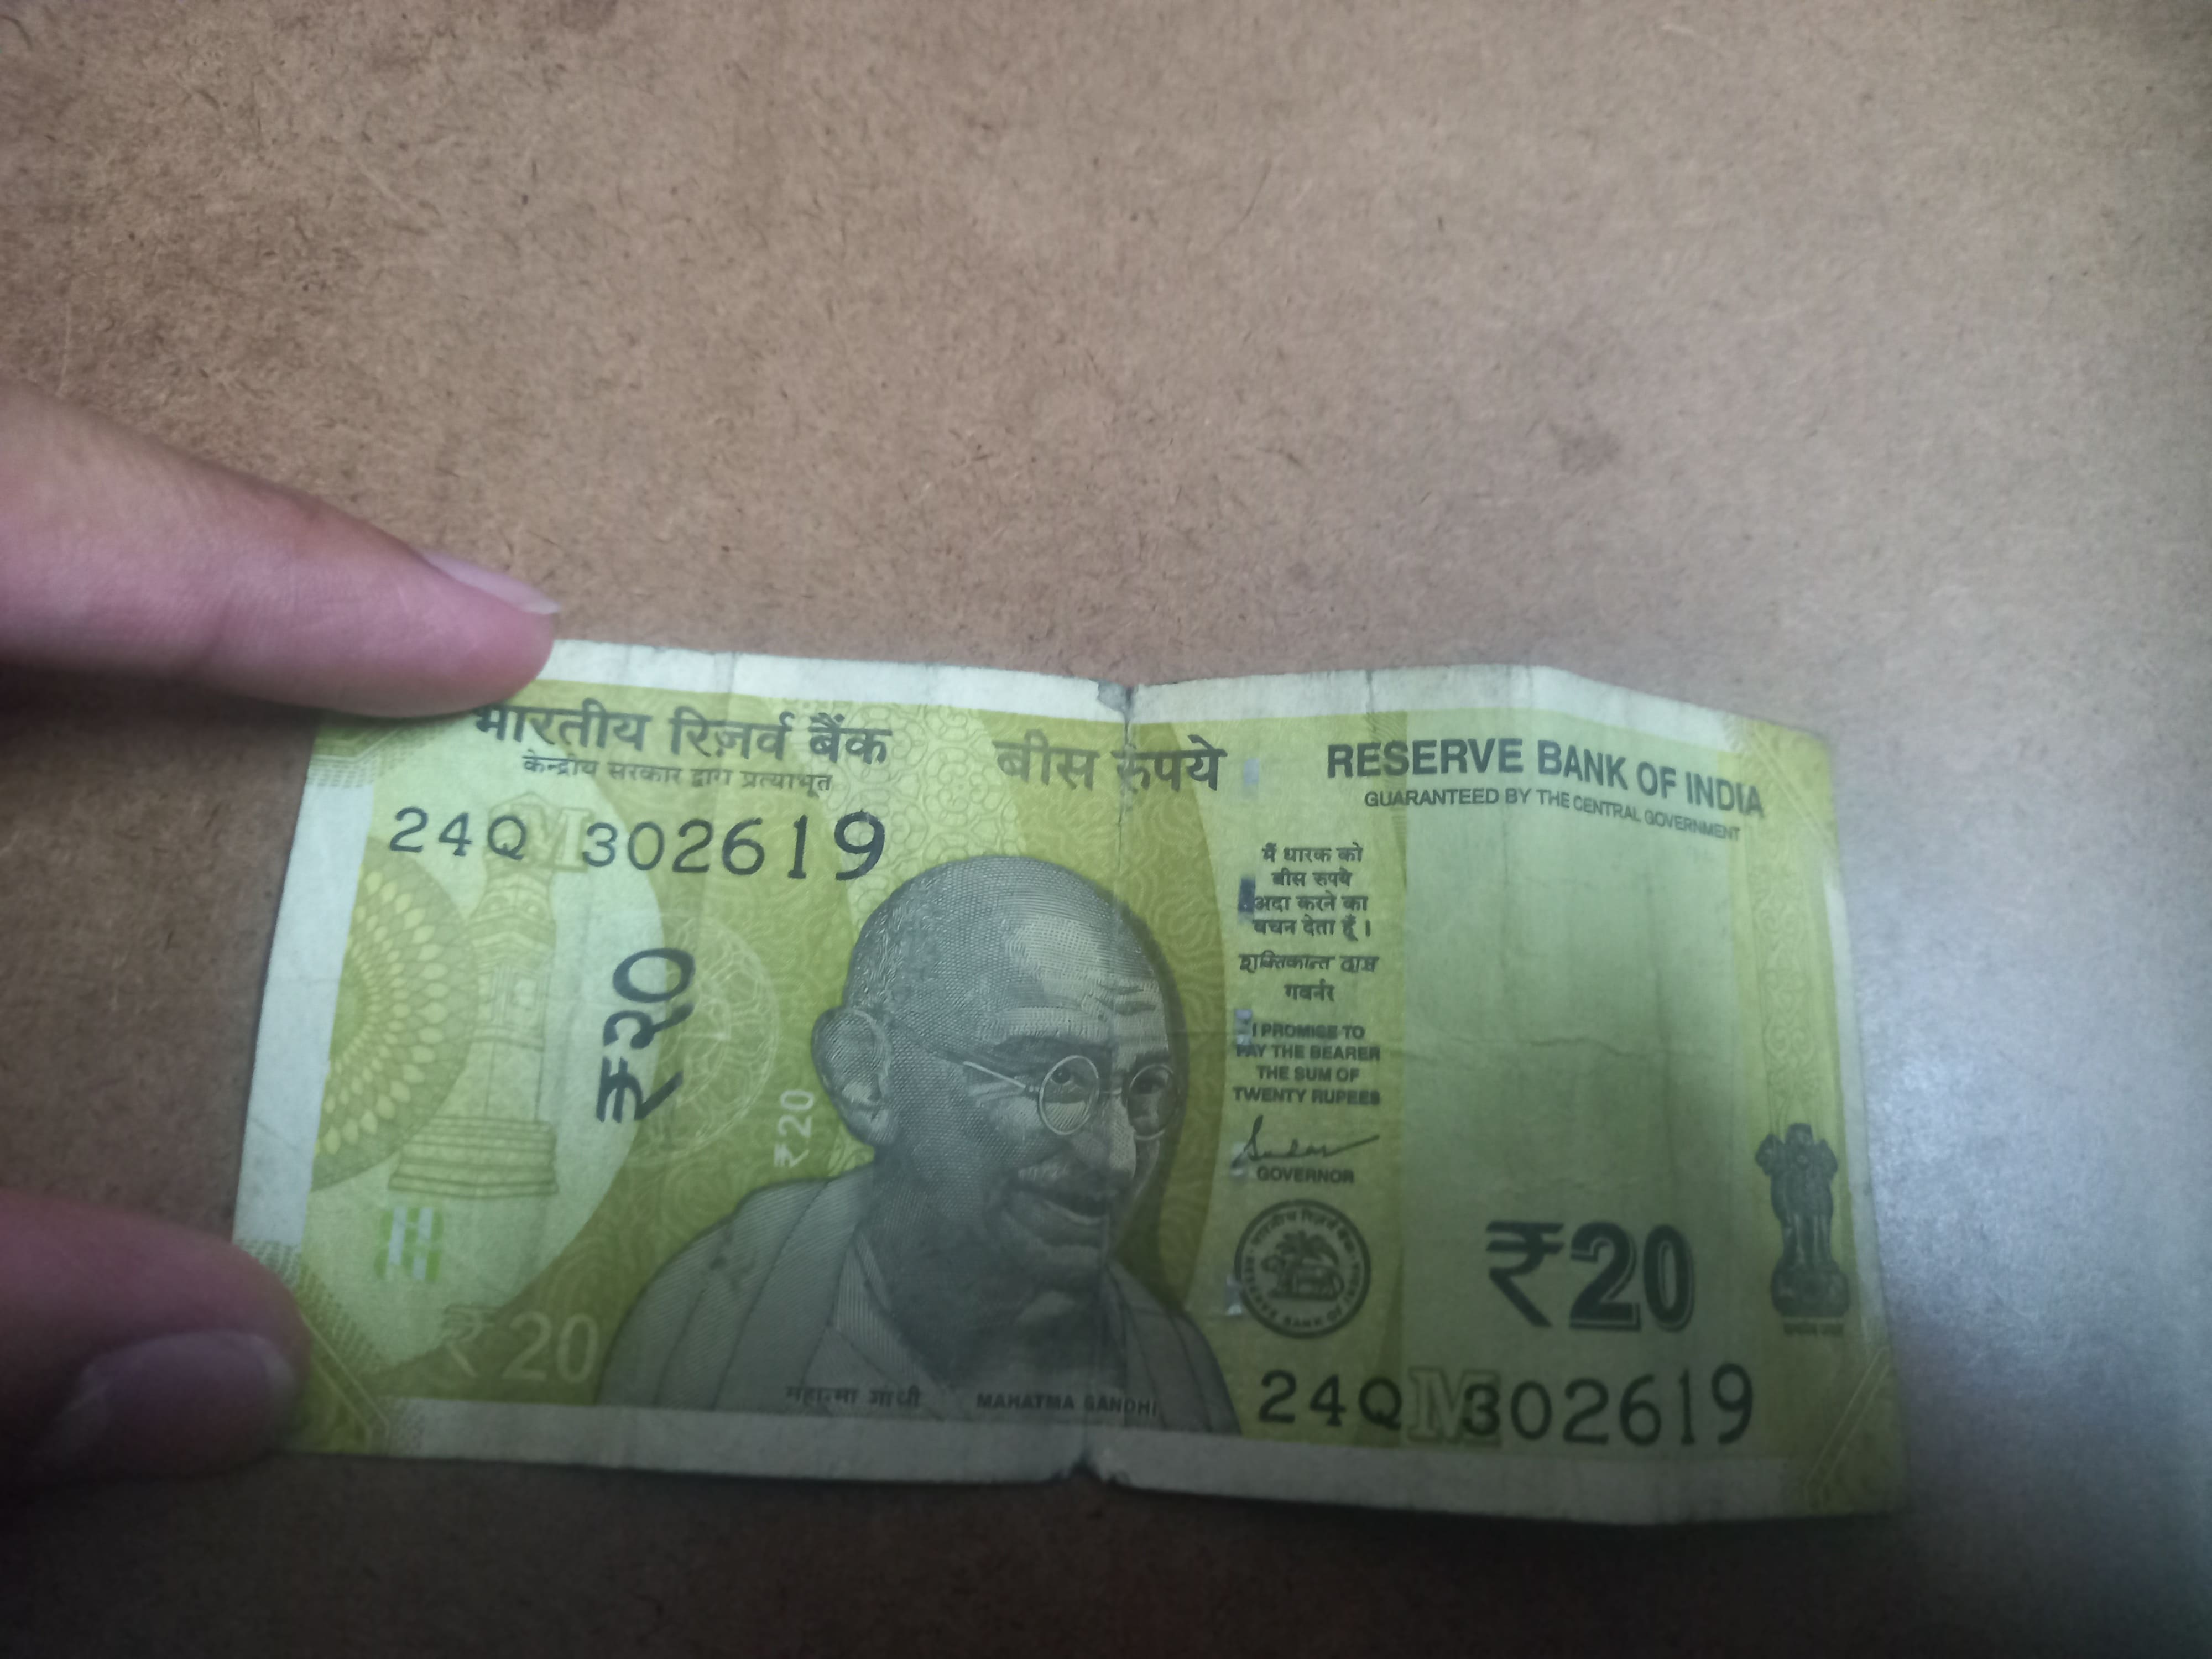 भारतीय रिज़र्व बैंक
केन्द्रीय सरकार द्वारा प्रत्याभूत
24Q 302619
बीस रुपये
RESERVE BANK OF INDIA
GUARANTEED BY THE CENTRAL GOVERNMENT
M
₹२०
₹20
मैं धारक को
बीस रुपये
अदा करने का
वचन देता हूँ ।
शक्तिकान्त दास
गवर्नर
I PROMISE TO
PAY THE BEARER
THE SUM OF
TWENTY RUPEES
GOVERNOR
₹20
₹20
महात्मा गांधी
MAHATMA GANDHI
M
24Q 302619